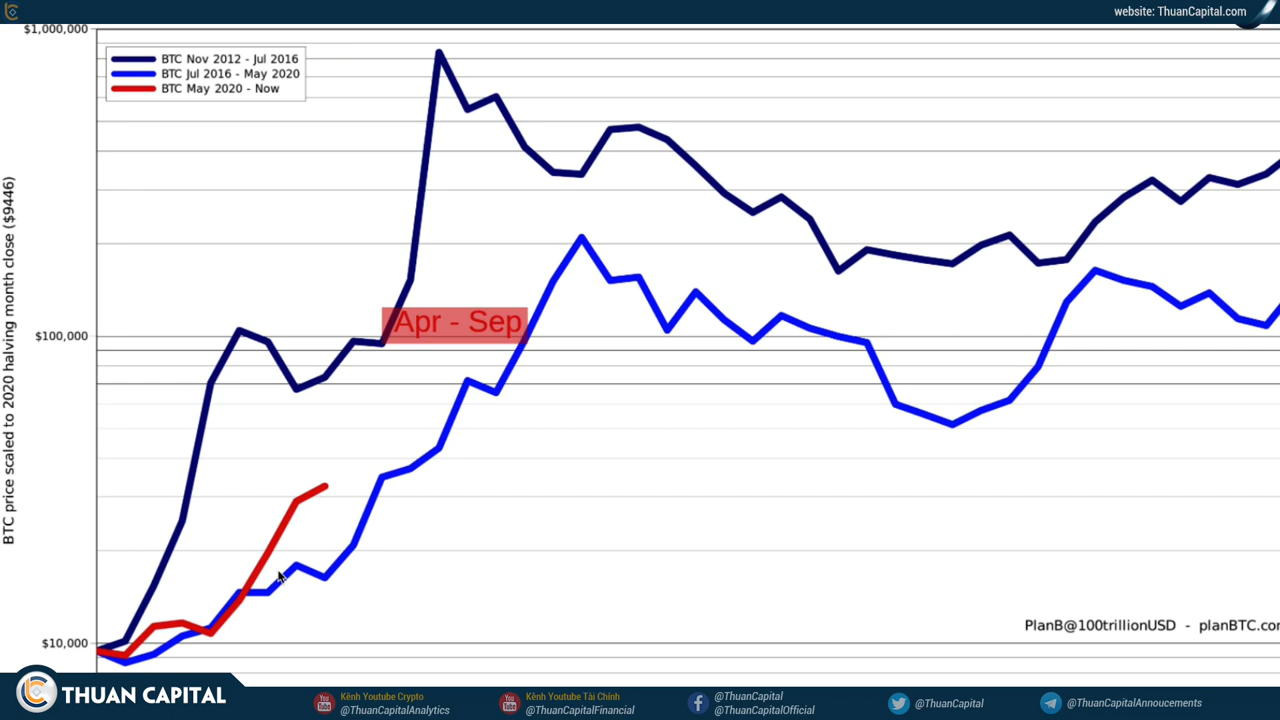 website: ThuanCapital.com
$1,000,000
BTC Nov 2012 - Jul 2016
BTC Jul 2016 - May 2020
BTC May 2020 - Now
BTC price scaled to 2020 halving month close ($9446)
Apr - Sep
$100,000
$10,000
PlanB@100trillionUSD - planBTC.com
THUAN CAPITAL
Kênh Youtube Crypto
@ThuanCapitalAnalytics
Kênh Youtube Tài Chính
@ThuanCapitalFinancial
@ThuanCapital
@ThuanCapitalOfficial
@ThuanCapital
@ThuanCapitalAnnoucements